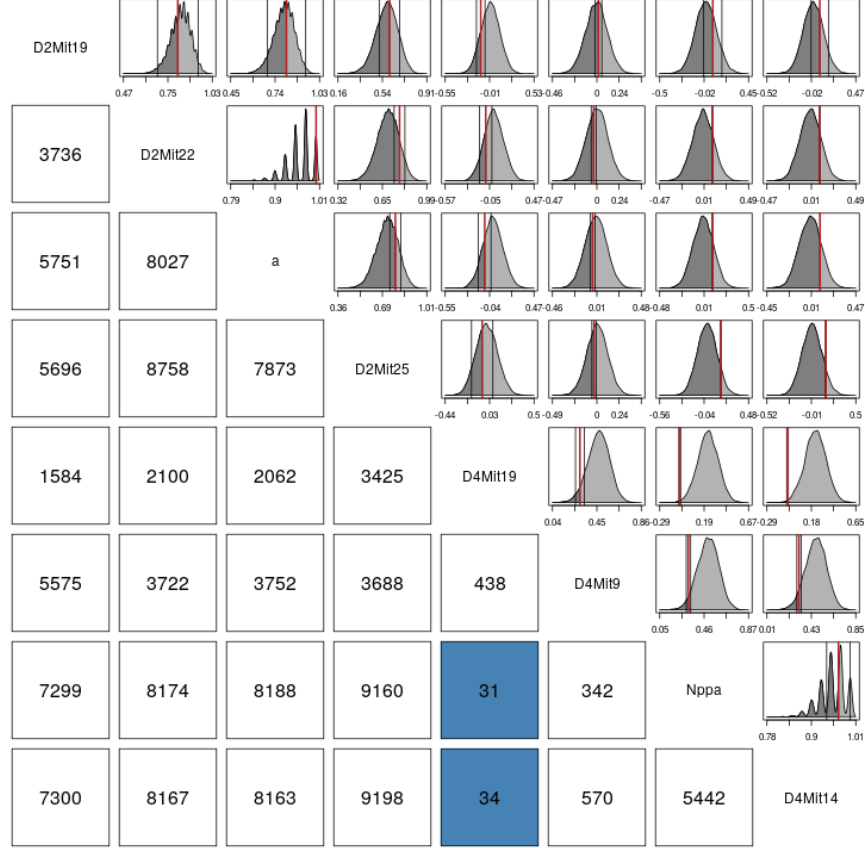 D2Mit19
0.47 0.75 1.03 0.45 0.74 1.03 0.16 0.54 0.91 -0.55 -0.01 0.53 -0.46 0 0.24 -0.5 -0.02 0.45 -0.52 -0.02 0.47
3736 D2Mit22
0.79 0.9 1.01 0.32 0.65 0.99 -0.57 -0.05 0.47 -0.46 0 0.24 -0.47 0.01 0.49 -0.47 0.01 0.49
5751 8027 a
0.36 0.69 1.01 -0.55 -0.04 0.47 -0.46 0.01 0.48 -0.48 0.01 0.5 -0.45 0.01 0.47
5696 8758 7873 D2Mit25
-0.44 0.03 0.5 -0.49 0 0.24 -0.56 -0.04 0.48 -0.52 -0.01 0.5
1584 2100 2062 3425 D4Mit19
0.04 0.45 0.86 -0.29 0.19 0.67 -0.29 0.18 0.65
5575 3722 3752 3688 438 D4Mit9
0.05 0.46 0.87 0.01 0.43 0.85
7299 8174 8188 9160 31 342 Nppa
0.78 0.9 1.01
7300 8167 8163 9198 34 570 5442 D4Mit14